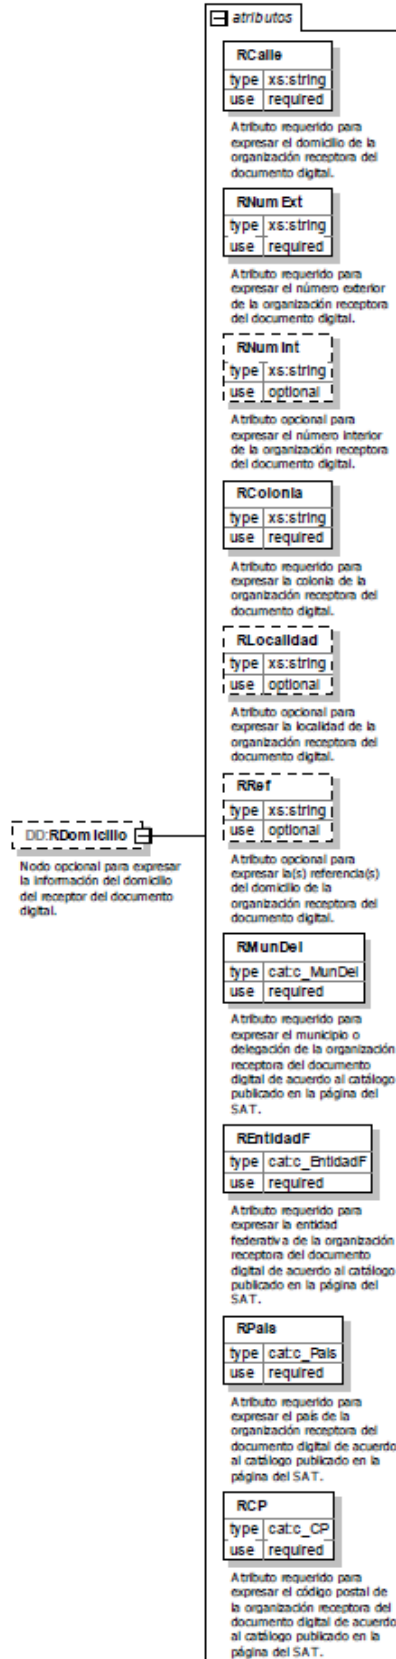 atributos
RCalle
type xs:string
use required
Atributo requerido para
expresar el domicilio de la
organización receptora del
documento digital.
RNumExt
type xs:string
use required
Atributo requerido para
expresar el número exterior
de la organización receptora
del documento digital.
RNumInt
type xs:string
use optional
Atributo opcional para
expresar el número interior
de la organización receptora
del documento digital.
RColonia
type xs:string
use required
Atributo requerido para
expresar la colonia de la
organización receptora del
documento digital.
RLocalidad
type xs:string
use optional
Atributo opcional para
expresar la localidad de la
organización receptora del
documento digital.
RRef
type xs:string
use optional
Atributo opcional para
expresar la(s) referencia(s)
del domicilio de la
organización receptora del
documento digital.
DD:RDomicilio
Nodo opcional para expresar
la información del domicilio
del receptor del documento
digital.
RMunDel
type cat:c_MunDel
use required
Atributo requerido para
expresar el municipio o
delegación de la organización
receptora del documento
digital de acuerdo al catálogo
publicado en la página del
SAT.
REntidadF
type cat:c_EntidadF
use required
Atributo requerido para
expresar la entidad
federativa de la organización
receptora del documento
digital de acuerdo al catálogo
publicado en la página del
SAT.
RPais
type cat:c_Pais
use required
Atributo requerido para
expresar el país de la
organización receptora del
documento digital de acuerdo
al catálogo publicado en la
página del SAT.
RCP
type cat:c_CP
use required
Atributo requerido para
expresar el código postal de
la organización receptora del
documento digital de acuerdo
al catálogo publicado en la
página del SAT.